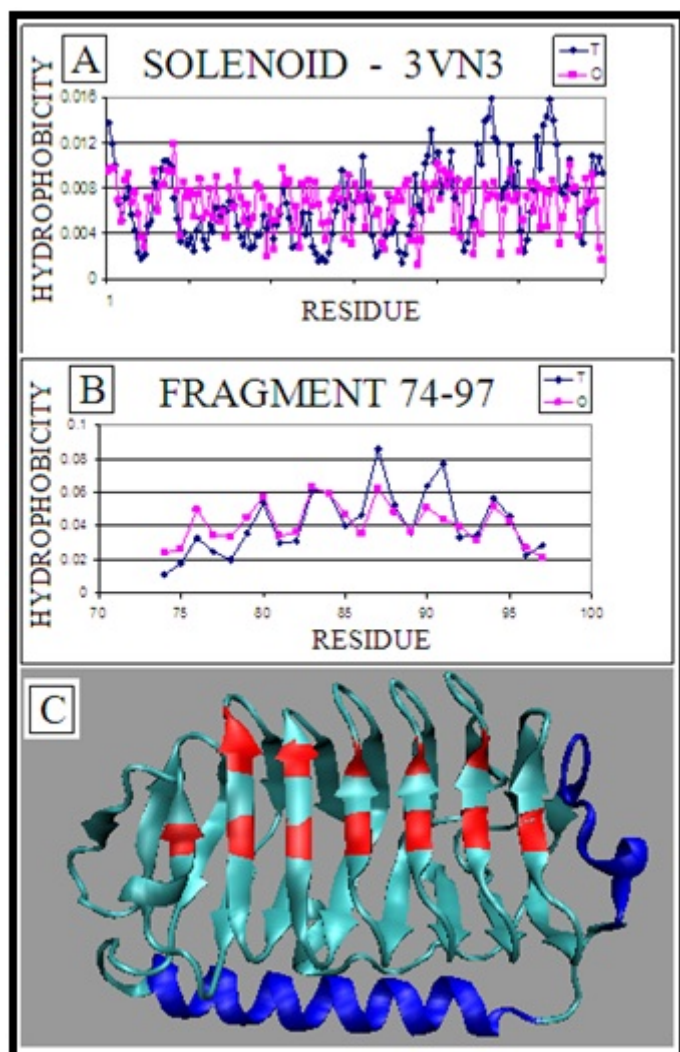 A
SOLENOID - 3VN3
T
O
HYDROPHOBICITY
0.016
0.012
0.008
0.004
0
1
RESIDUE
B
FRAGMENT 74-97
T
O
HYDROPHOBICITY
0.1
0.08
0.06
0.04
0.02
0
70
75
80
85
90
95
100
RESIDUE
C